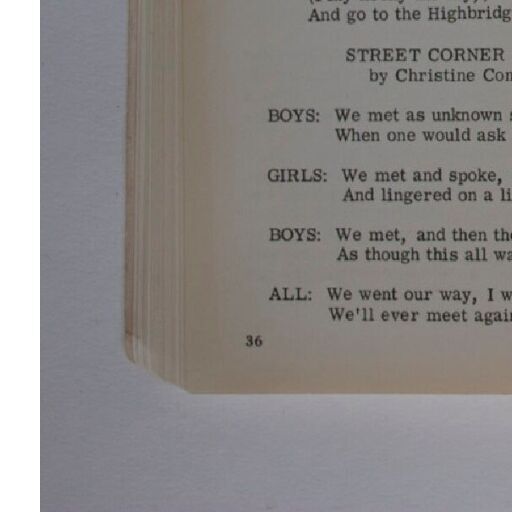 And go to the Highbridg
STREET CORNER
by Christine Con
BOYS: We met as unknown
When one would ask
GIRLS: We met and spoke,
And lingered on a li
BOYS: We met, and then the
As though this all wa
ALL: We went our way, I w
We'll ever meet again
36